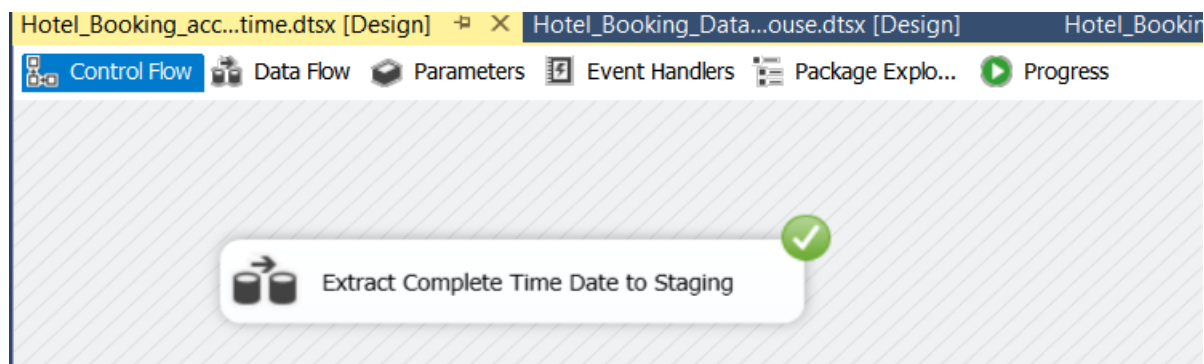 Hotel_Booking_acc...time.dtsx [Design] Hotel_Booking_Data...ouse.dtsx [Design] Hotel_Bookin
Control Flow Data Flow Parameters Event Handlers Package Explo... Progress
Extract Complete Time Date to Staging